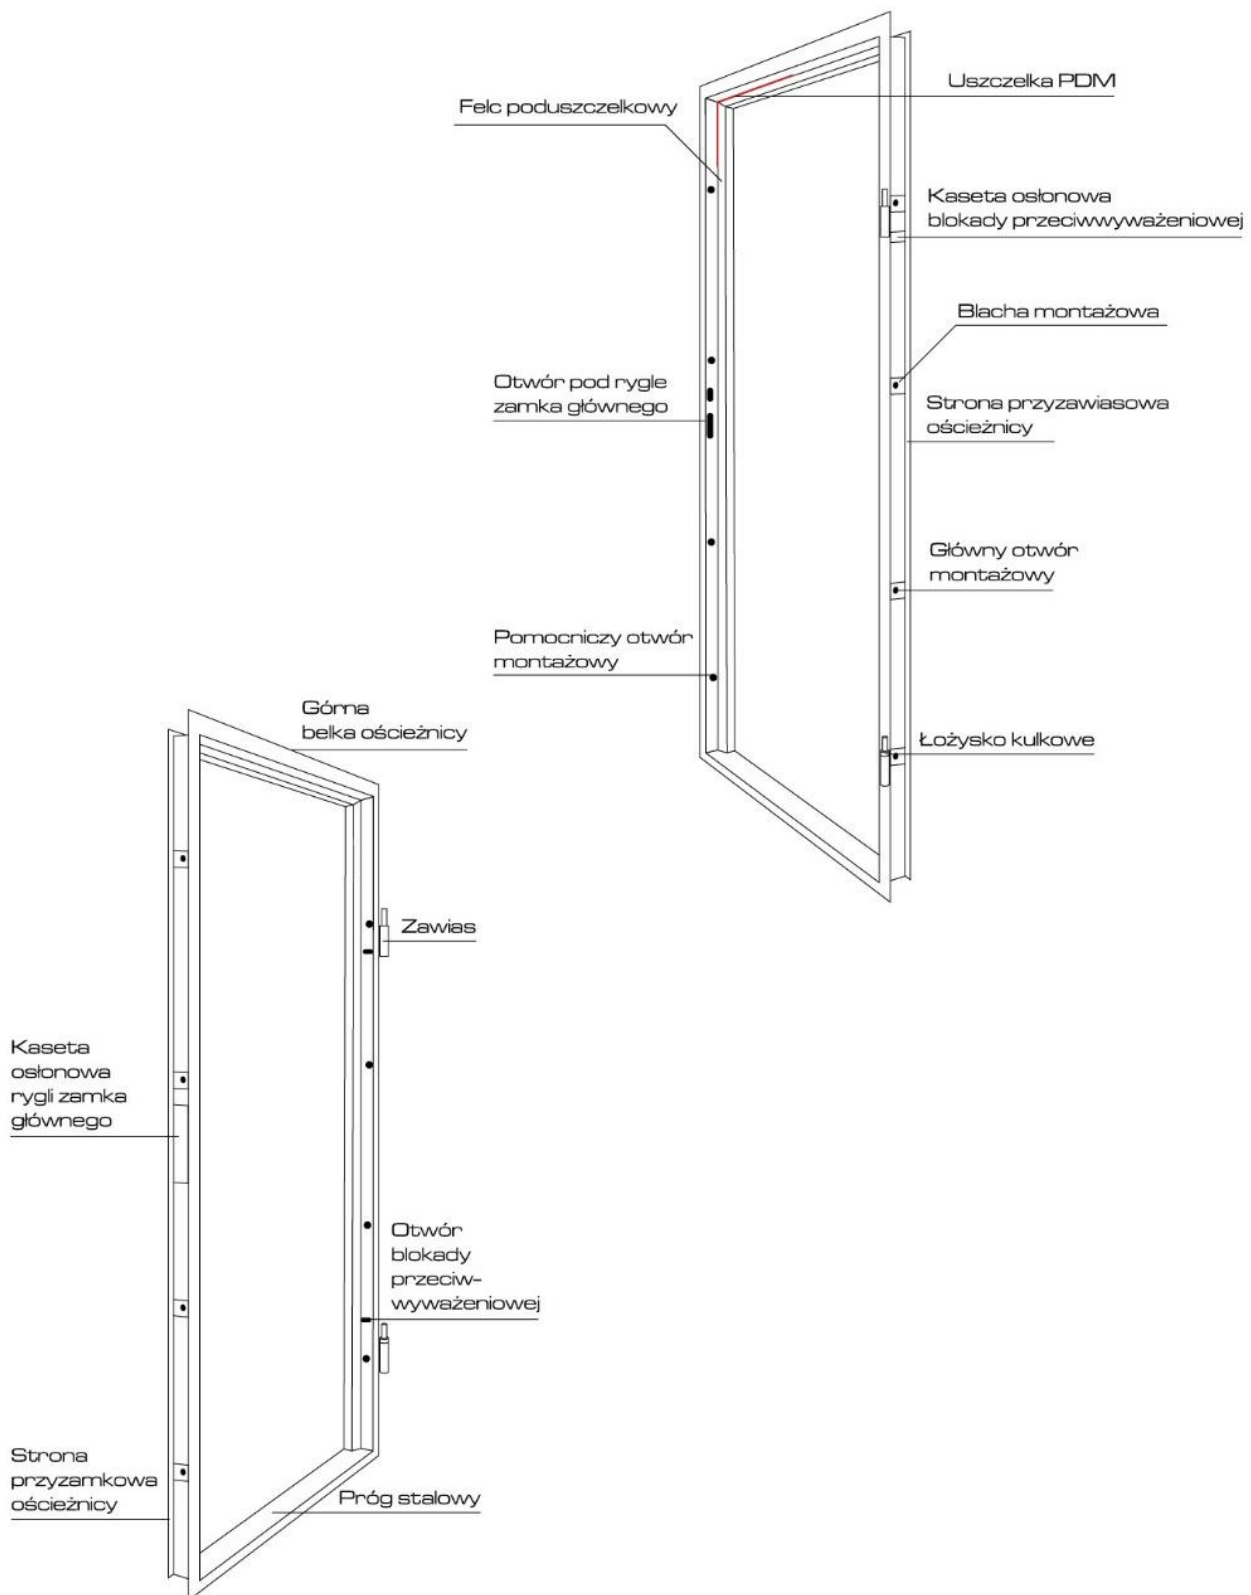 Uszczelka PDM
Felc poduszczelkowy
Kaseta osłonowa
blokady przeciwwyważeniowej
Blacha montażowa
Otwór pod rygle
zamka głównego
Strona przyzawiasowa
ościeżnicy
Główny otwór
montażowy
Pomocniczy otwór
montażowy
Łożysko kulkowe
Górna
belka ościeżnicy
Zawias
Kaseta
osłonowa
rygli zamka
głównego
Otwór
blokady
przeciw-
wyważeniowej
Strona
przyzamkowa
ościeżnicy
Próg stalowy